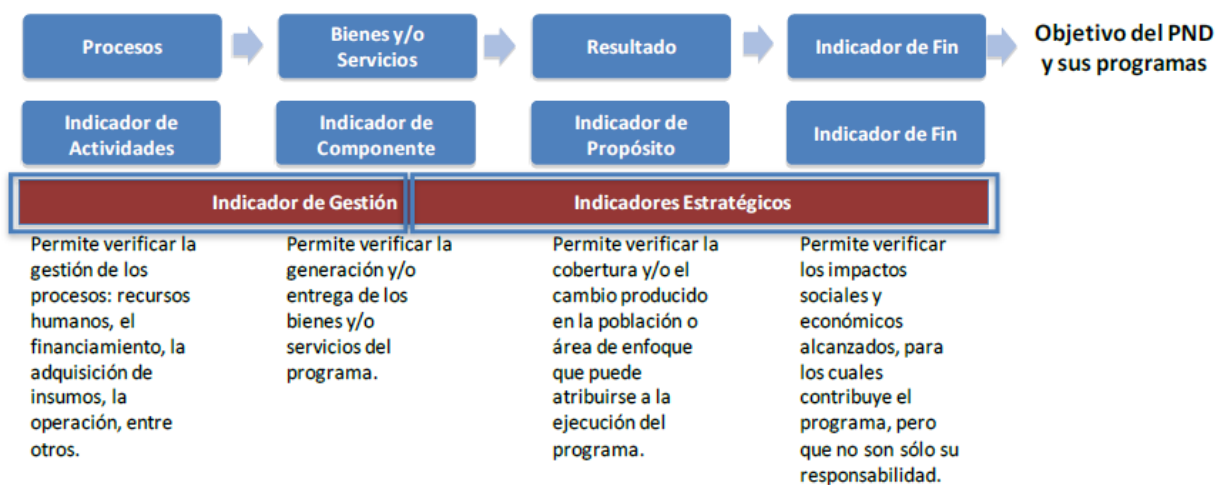 Procesos
Bienes y/o
Servicios
Resultado
Indicador de Fin
Objetivo del PND
y sus programas
Indicador de
Actividades
Indicador de
Componente
Indicador de
Propósito
Indicador de Fin
Indicador de Gestión
Indicadores Estratégicos
Permite verificar la
gestión de los
procesos: recursos
humanos, el
financiamiento, la
adquisición de
insumos, la
operación, entre
otros.
Permite verificar la
generación y/o
entrega de los
bienes y/o
servicios del
programa.
Permite verificar la
cobertura y/o el
cambio producido
en la población o
área de enfoque
que puede
atribuirse a la
ejecución del
programa.
Permite verificar
los impactos
sociales y
económicos
alcanzados, para
los cuales
contribuye el
programa, pero
que no son sólo su
responsabilidad.